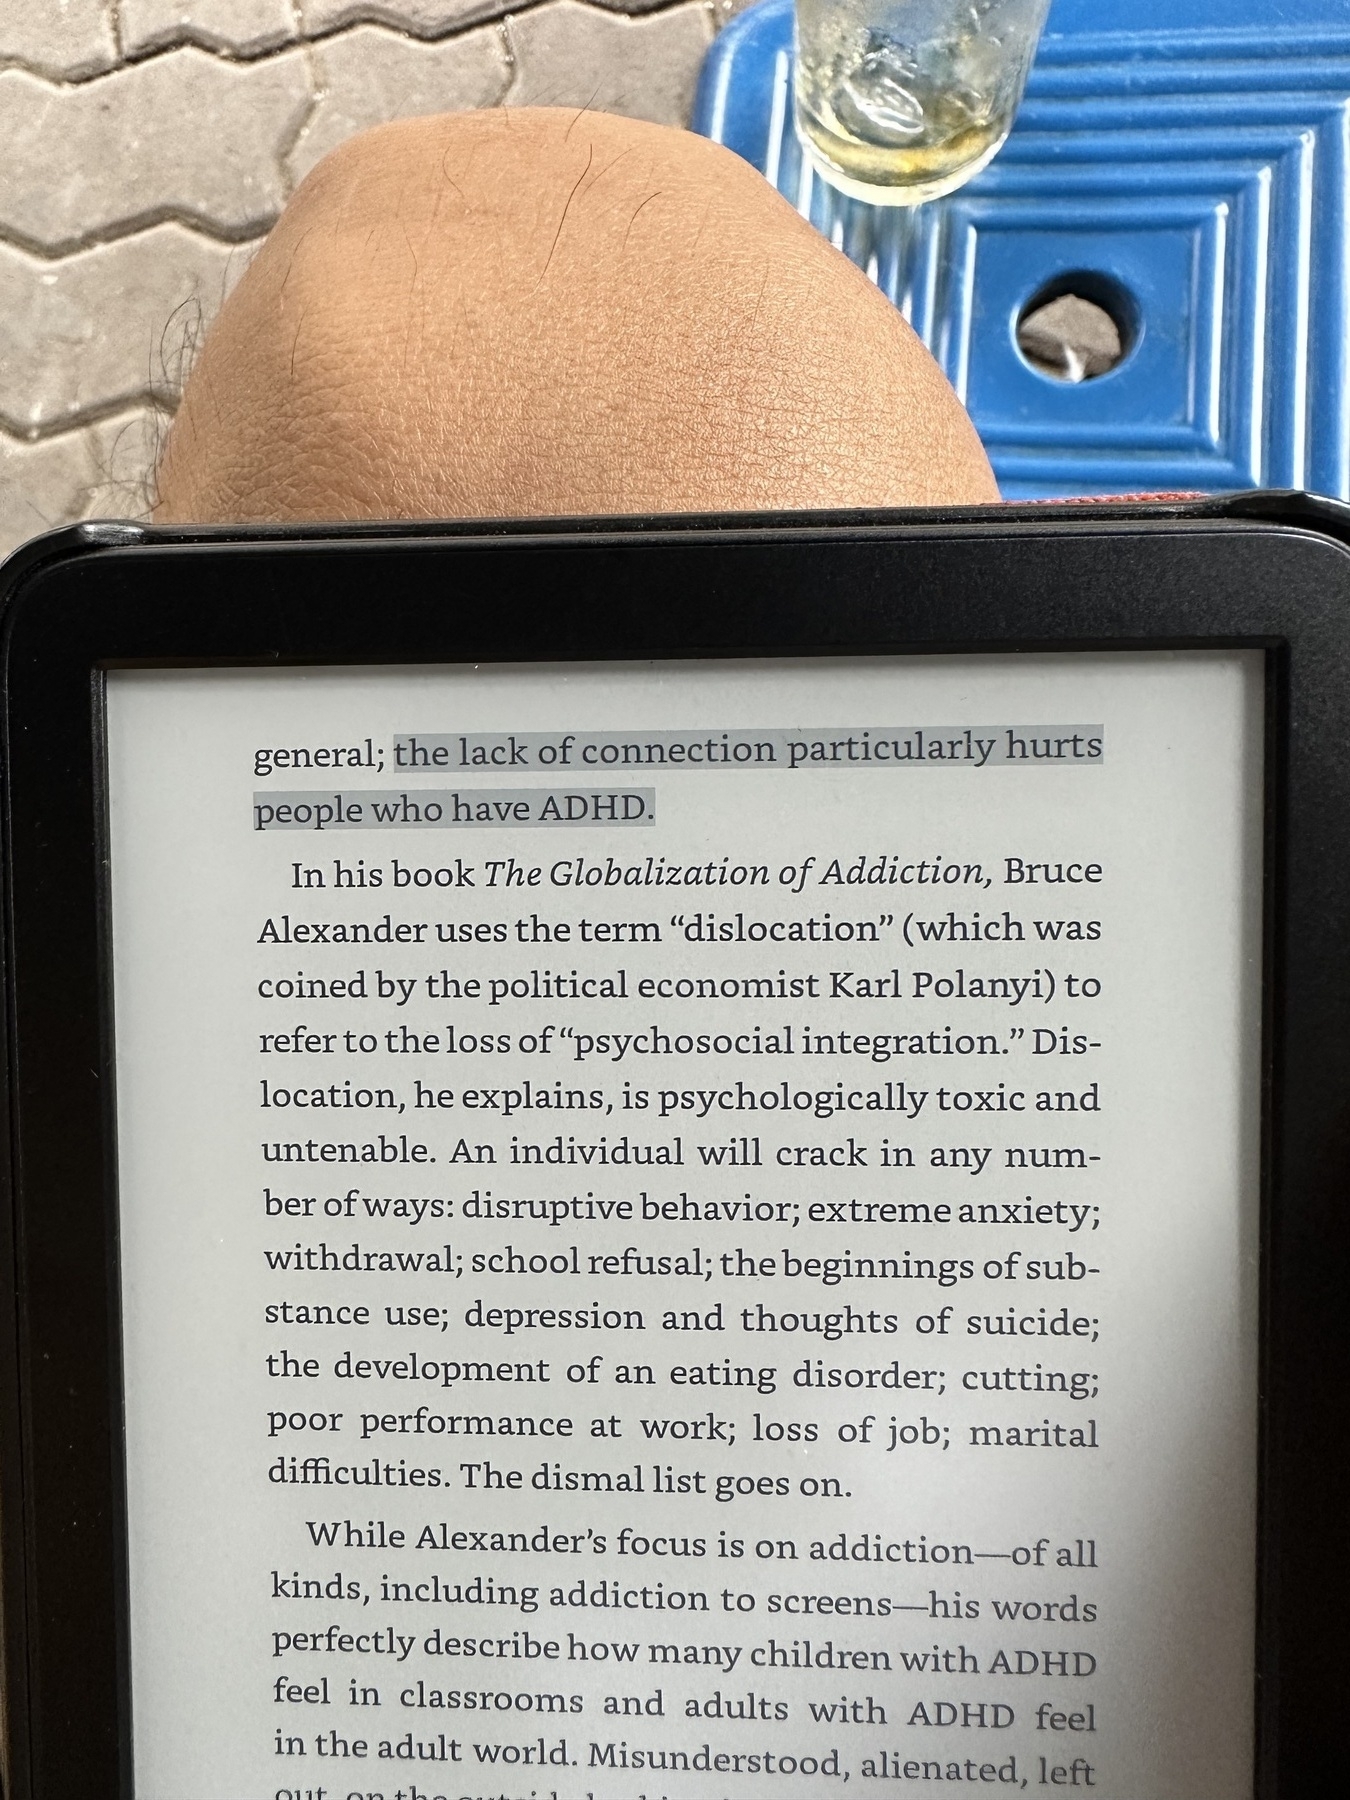 general; the lack of connection particularly hurts
people who have ADHD.
In his book The Globalization of Addiction, Bruce
Alexander uses the term “dislocation” (which was
coined by the political economist Karl Polanyi) to
refer to the loss of “psychosocial integration.” Dis-
location, he explains, is psychologically toxic and
untenable. An individual will crack in any num-
ber of ways: disruptive behavior; extreme anxiety;
withdrawal; school refusal; the beginnings of sub-
stance use; depression and thoughts of suicide;
the development of an eating disorder; cutting;
poor performance at work; loss of job; marital
difficulties. The dismal list goes on.
While Alexander’s focus is on addiction—of all
kinds, including addiction to screens—his words
perfectly describe how many children with ADHD
feel in classrooms and adults with ADHD feel
in the adult world. Misunderstood, alienated, left
out, on the